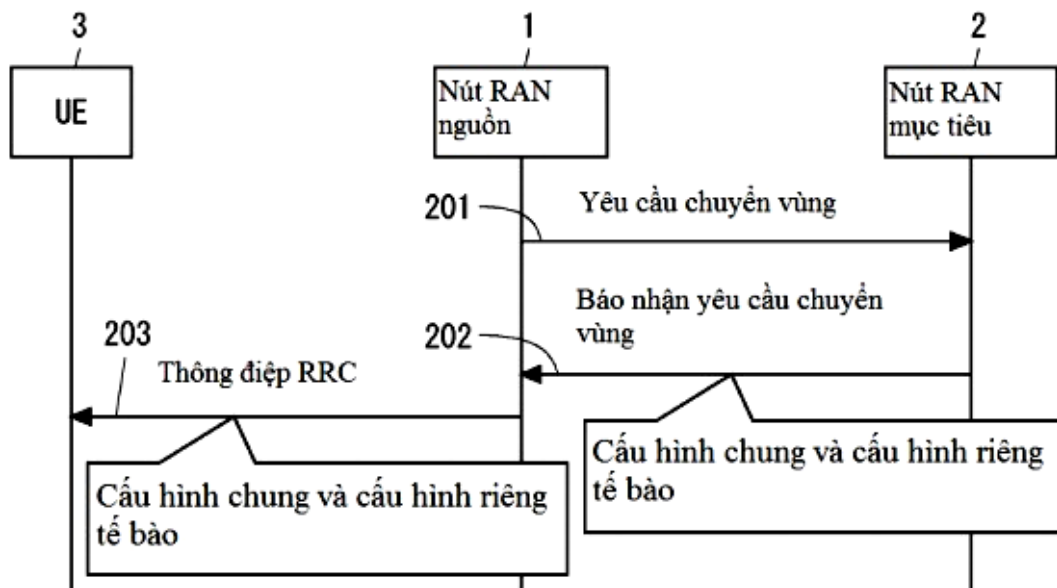 3
1
2
UE
Nút RAN
nguồn
Nút RAN
mục tiêu
201
Yêu cầu chuyển vùng
Báo nhận yêu cầu chuyển
vùng
202
203
Thông điệp RRC
Cấu hình chung và cấu hình riêng
tế bào
Cấu hình chung và cấu hình riêng
tế bào